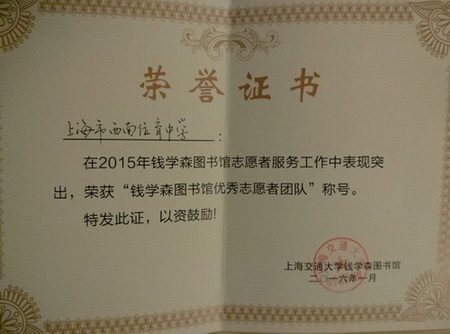 荣誉证书
上海市西南位育中学：
在2015年钱学森图书馆志愿者服务工作中表现突
出，荣获“钱学森图书馆优秀志愿者团队”称号。
特发此证，以资鼓励！
上海交通大学钱学森图书馆
二〇一六年一月